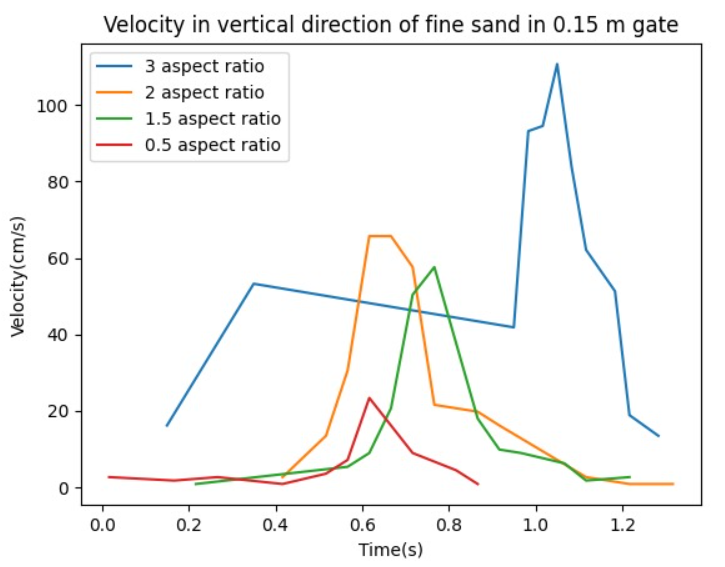 Velocity in vertical direction of fine sand in 0.15 m gate
3 aspect ratio
2 aspect ratio
1.5 aspect ratio
0.5 aspect ratio
100
80
60
40
20
0
Velocity(cm/s)
0.0 0.2 0.4 0.6 0.8 1.0 1.2
Time(s)